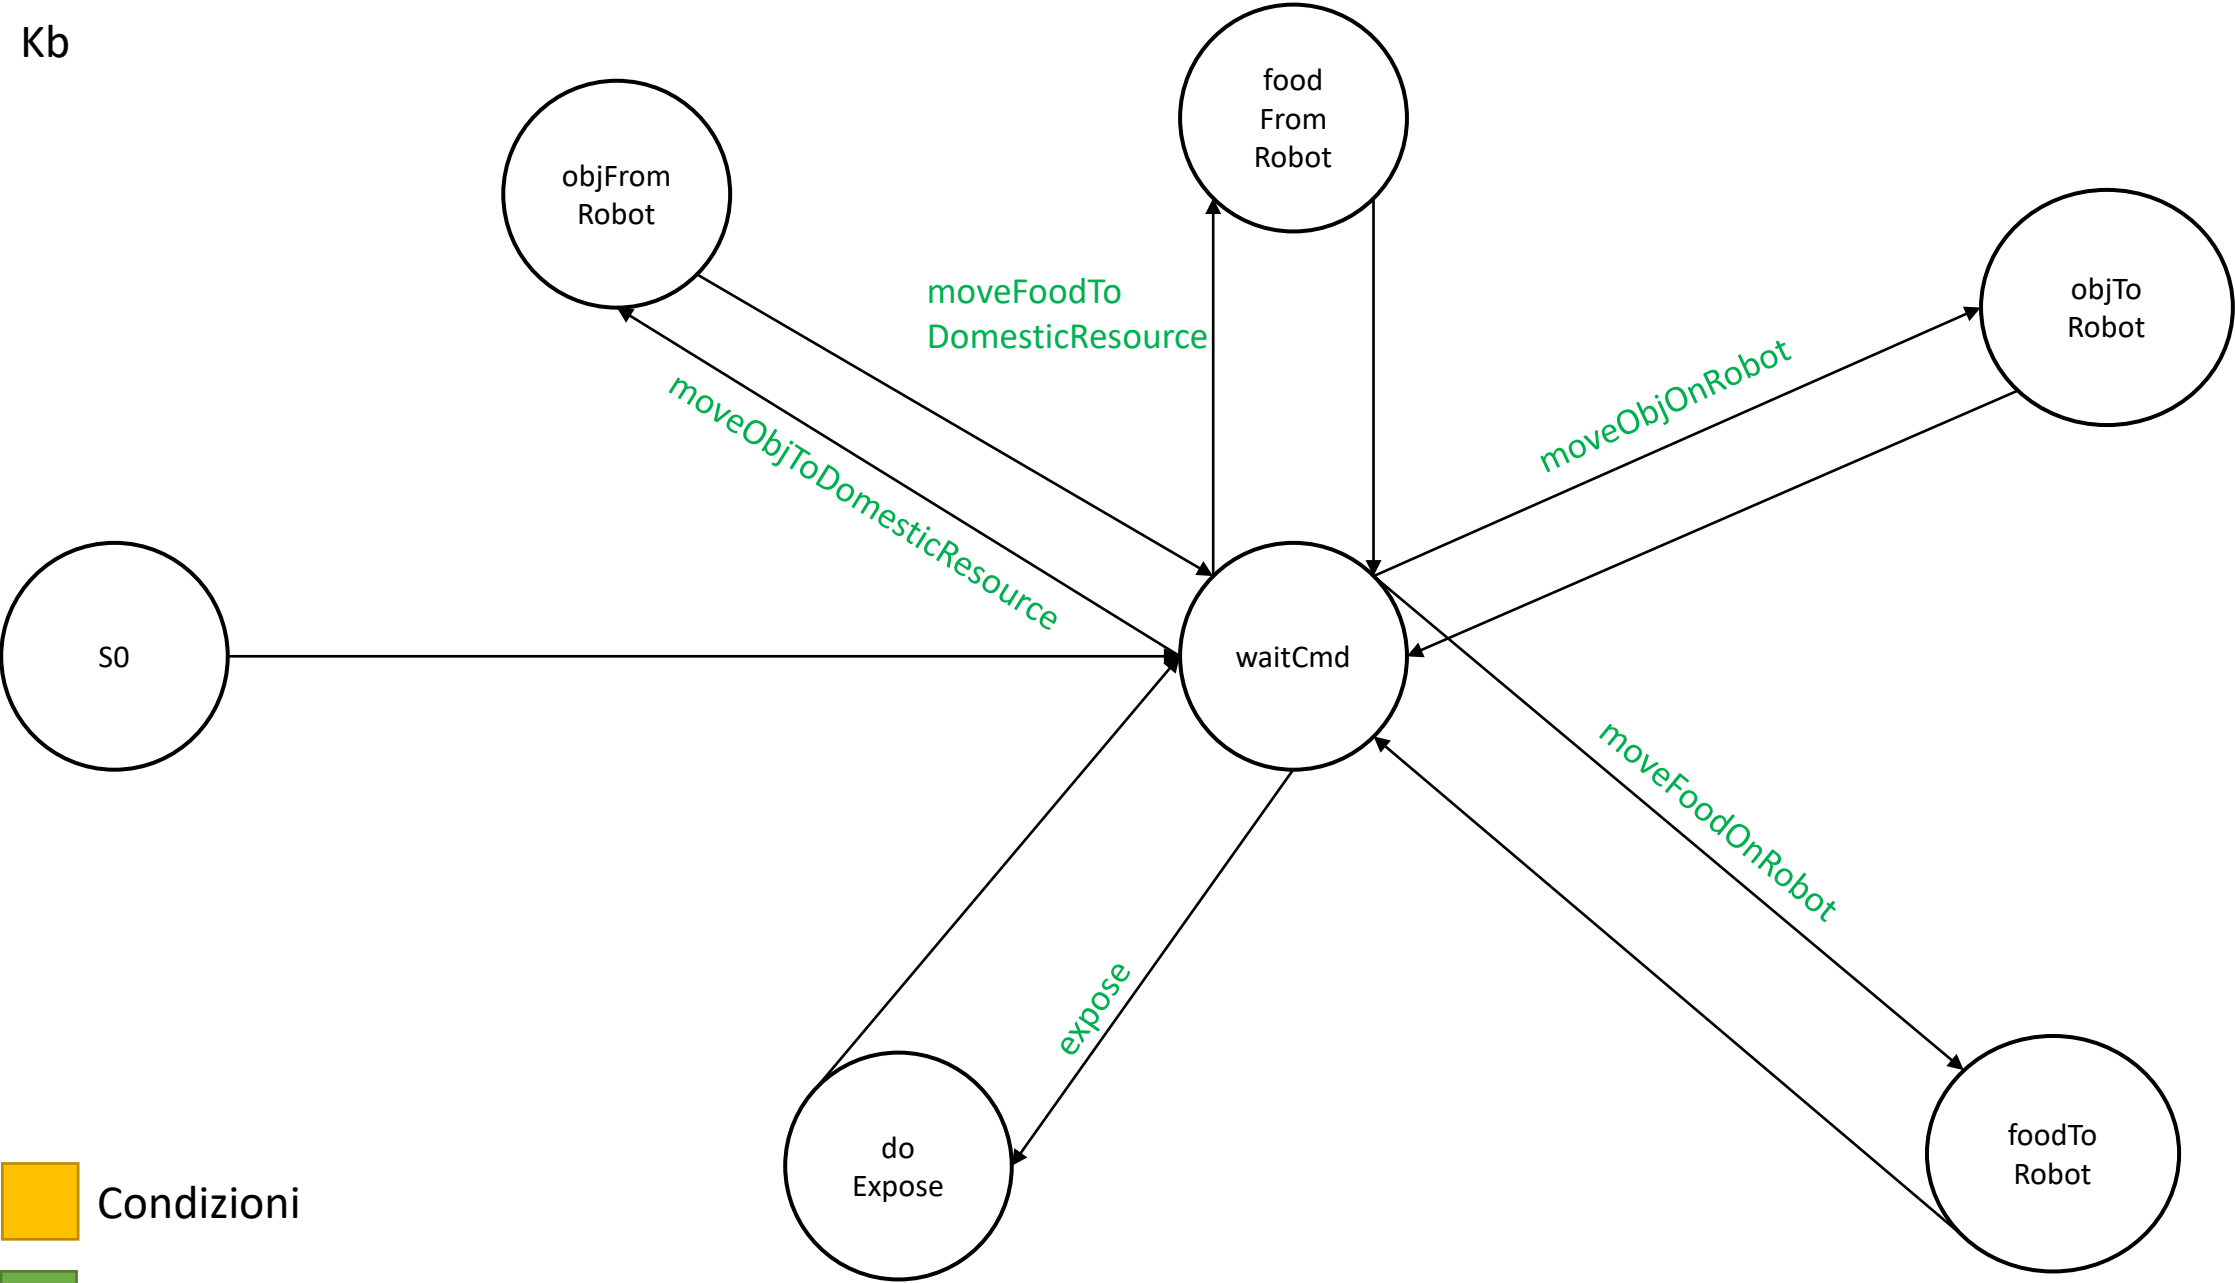 Kb
food
From
Robot
objFrom
Robot
objTo
Robot
moveFoodTo
DomesticResource
moveObjOnRobot
moveObjToDomesticResource
S0
waitCmd
moveFoodOnRobot
expose
do
Expose
foodTo
Robot
Condizioni